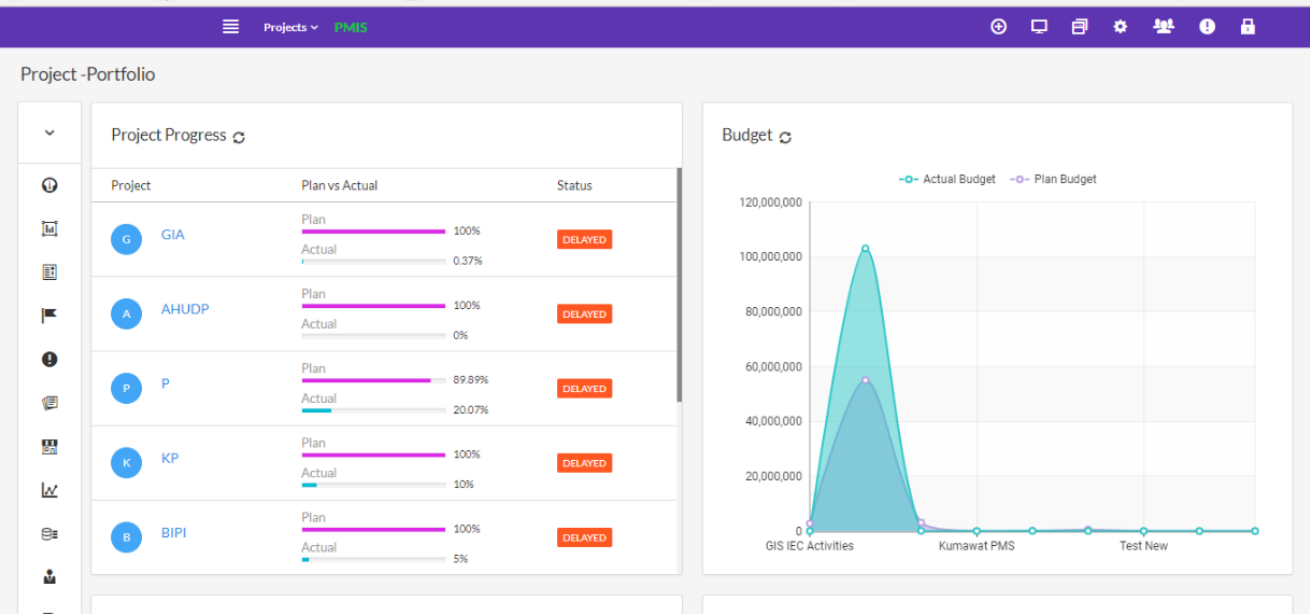 Projects PMIS
Project -Portfolio
Project Progress
Project Plan vs Actual Status
G GIA Plan 100% Actual 0.37% DELAYED
A AHUDP Plan 100% Actual 0% DELAYED
P P Plan 89.89% Actual 20.07% DELAYED
K KP Plan 100% Actual 10% DELAYED
B BIPI Plan 100% Actual 5% DELAYED
Budget
Actual Budget Plan Budget
120,000,000
100,000,000
80,000,000
60,000,000
40,000,000
20,000,000
0
GIS IEC Activities Kumawat PMS Test New